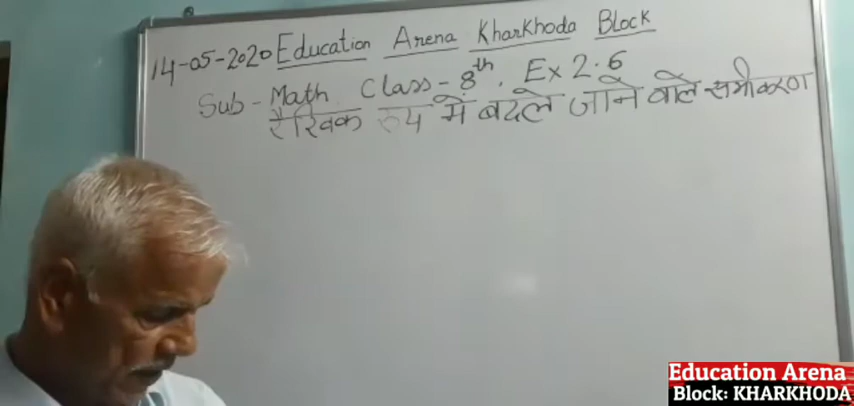 14-05-2020 Education Arena Kharkhoda Block
Sub - Math Class - 8th, Ex 2.6
रैखिक रूप में बदले जाने वाले समीकरण
Education Arena
Block: KHARKHODA